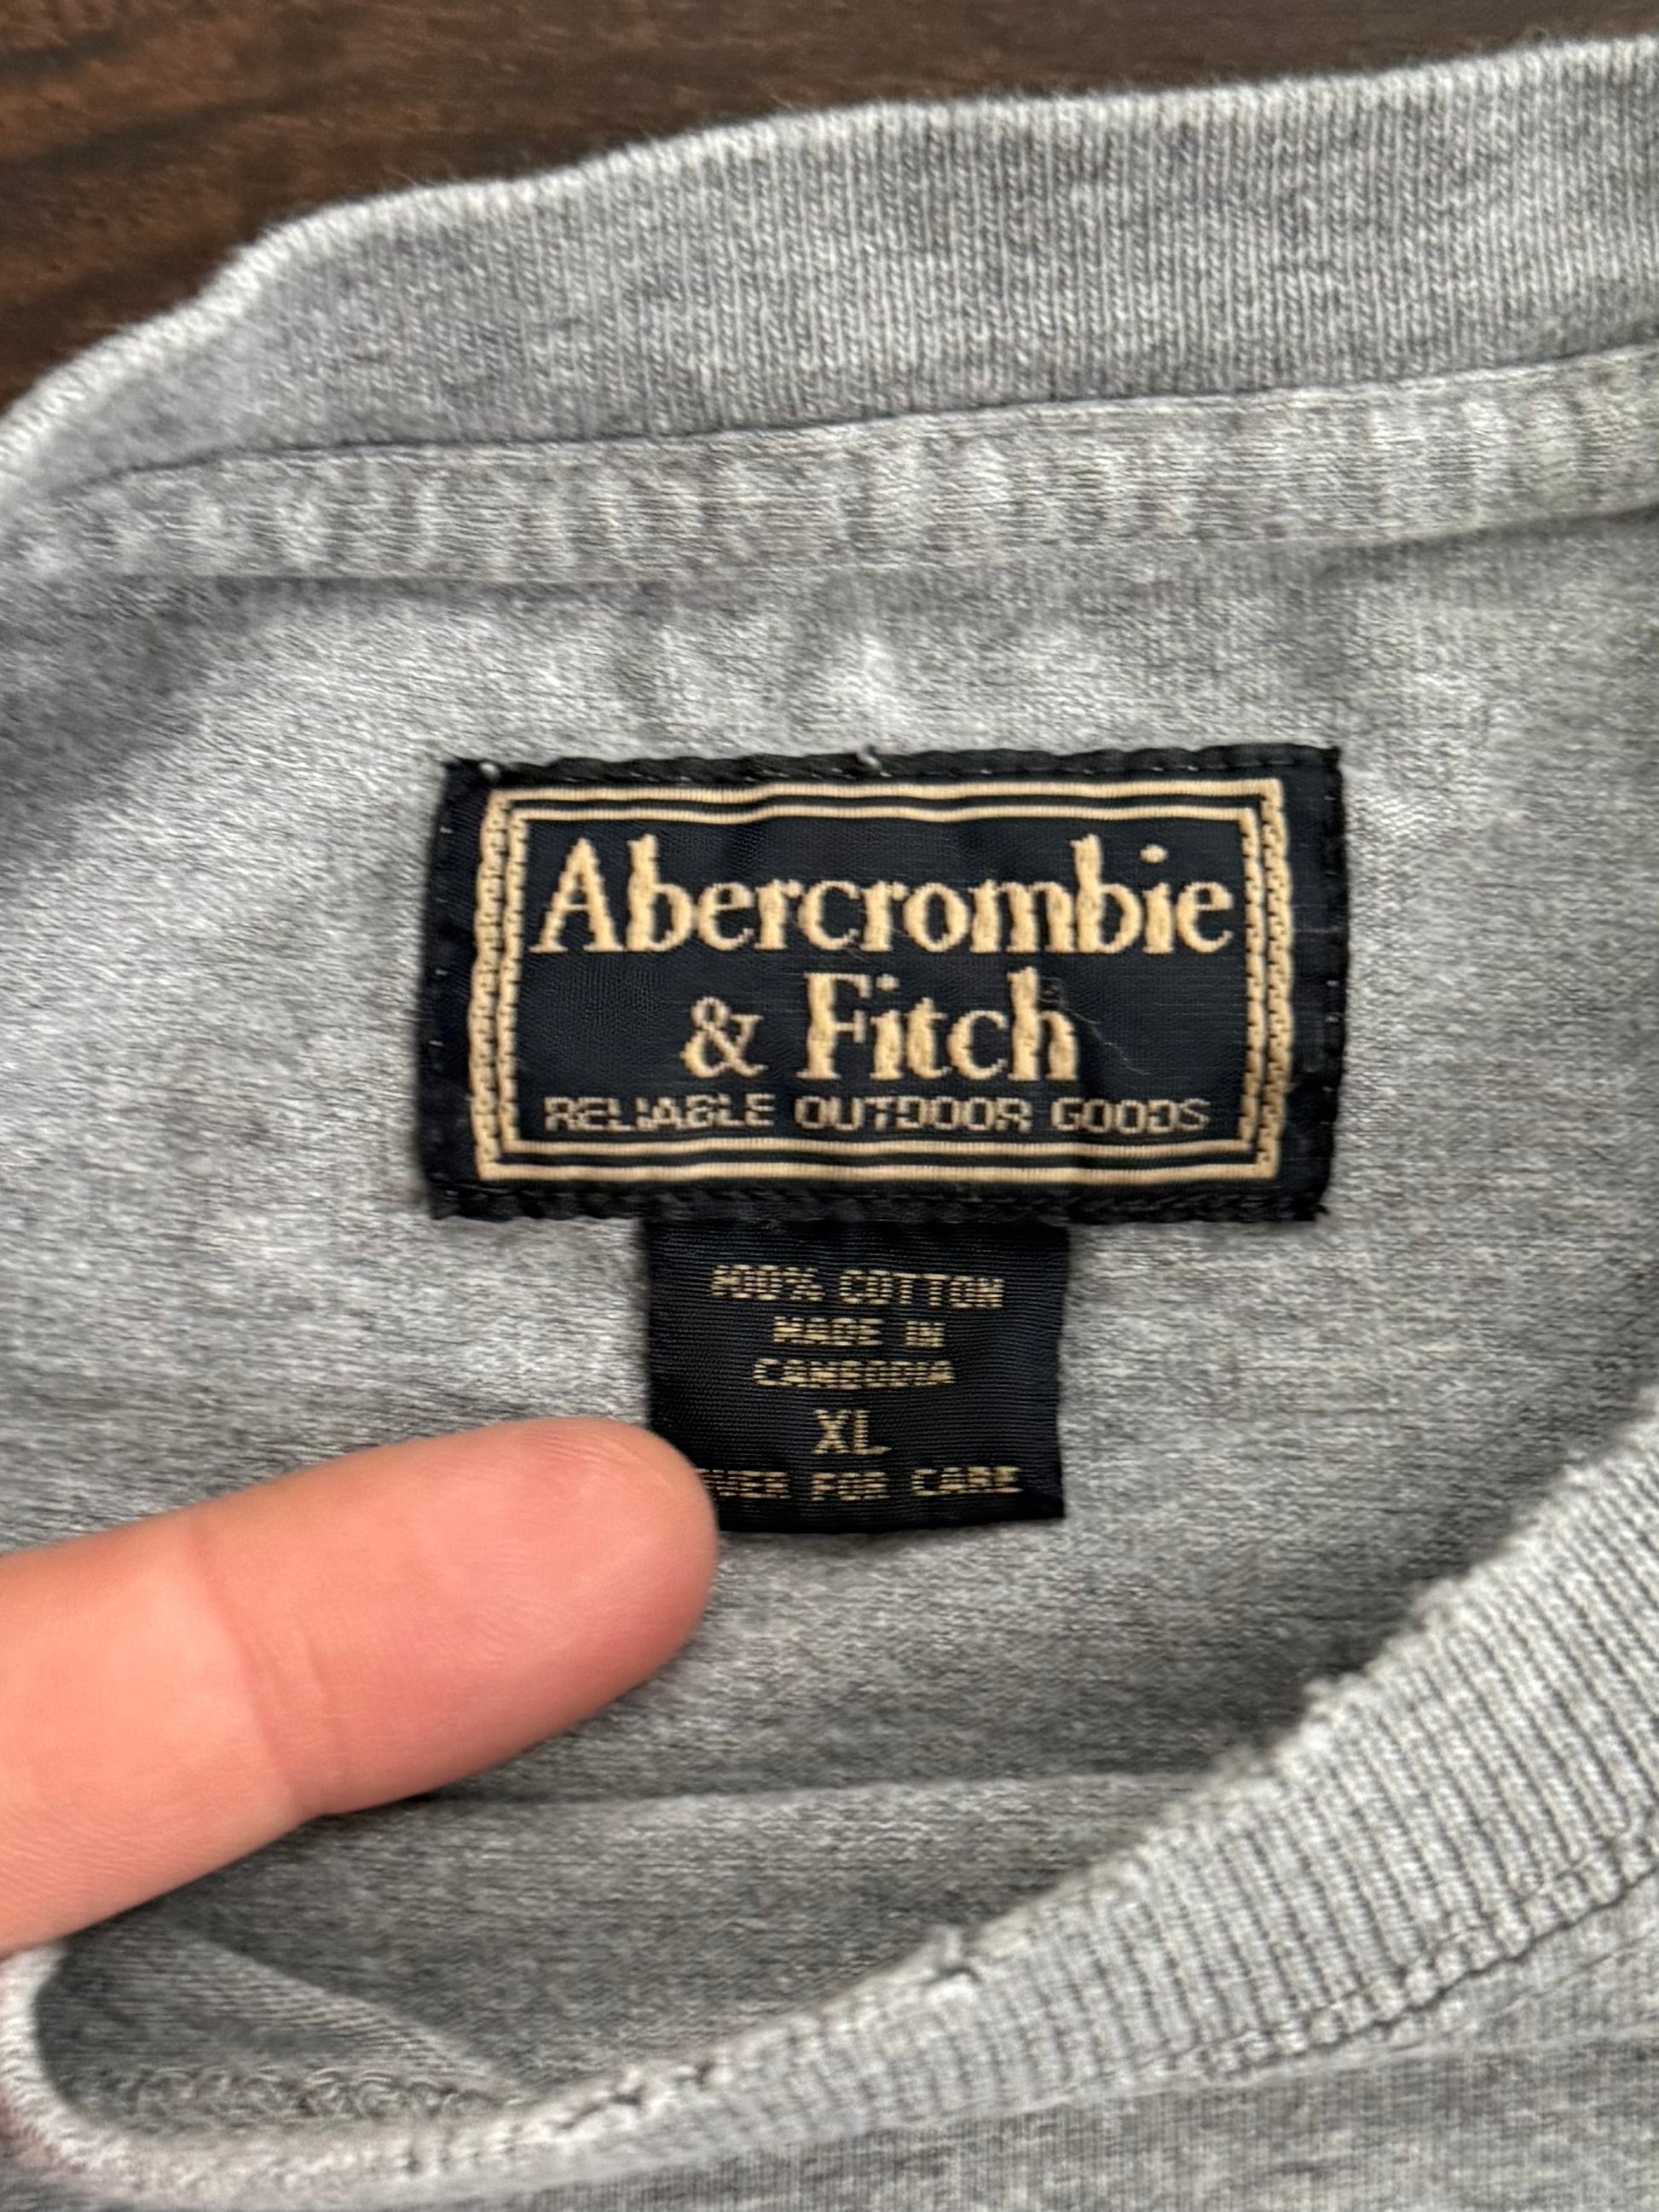 Abercrombie
& Fitch
RELIABLE OUTDOOR GOODS
100% COTTON
MADE IN
CAMBODIA
XL
FOR CARE